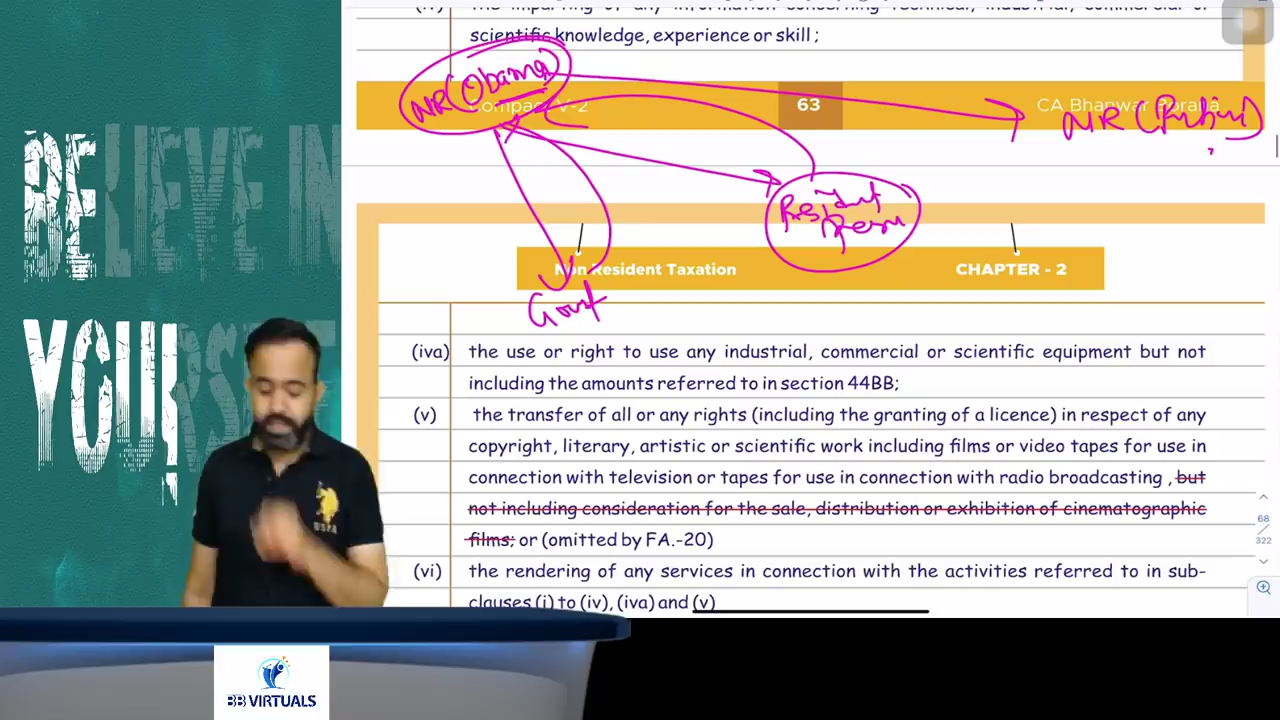 BELIEVE IN
YOURSELF
scientific knowledge, experience or skill ;
NR (Obama)
Compact V-2
63
CA Bhanwar Borana
NR (
Resident
Person
Non Resident Taxation
CHAPTER - 2
Govt
(iva) the use or right to use any industrial, commercial or scientific equipment but not
including the amounts referred to in section 44BB;
(v) the transfer of all or any rights (including the granting of a licence) in respect of any
copyright, literary, artistic or scientific work including films or video tapes for use in
connection with television or tapes for use in connection with radio broadcasting , but
not including consideration for the sale, distribution or exhibition of cinematographic
films; or (omitted by FA.-20)
(vi) the rendering of any services in connection with the activities referred to in sub-
clauses (i) to (iv), (iva) and (v)
68
322
USPA
BB VIRTUALS